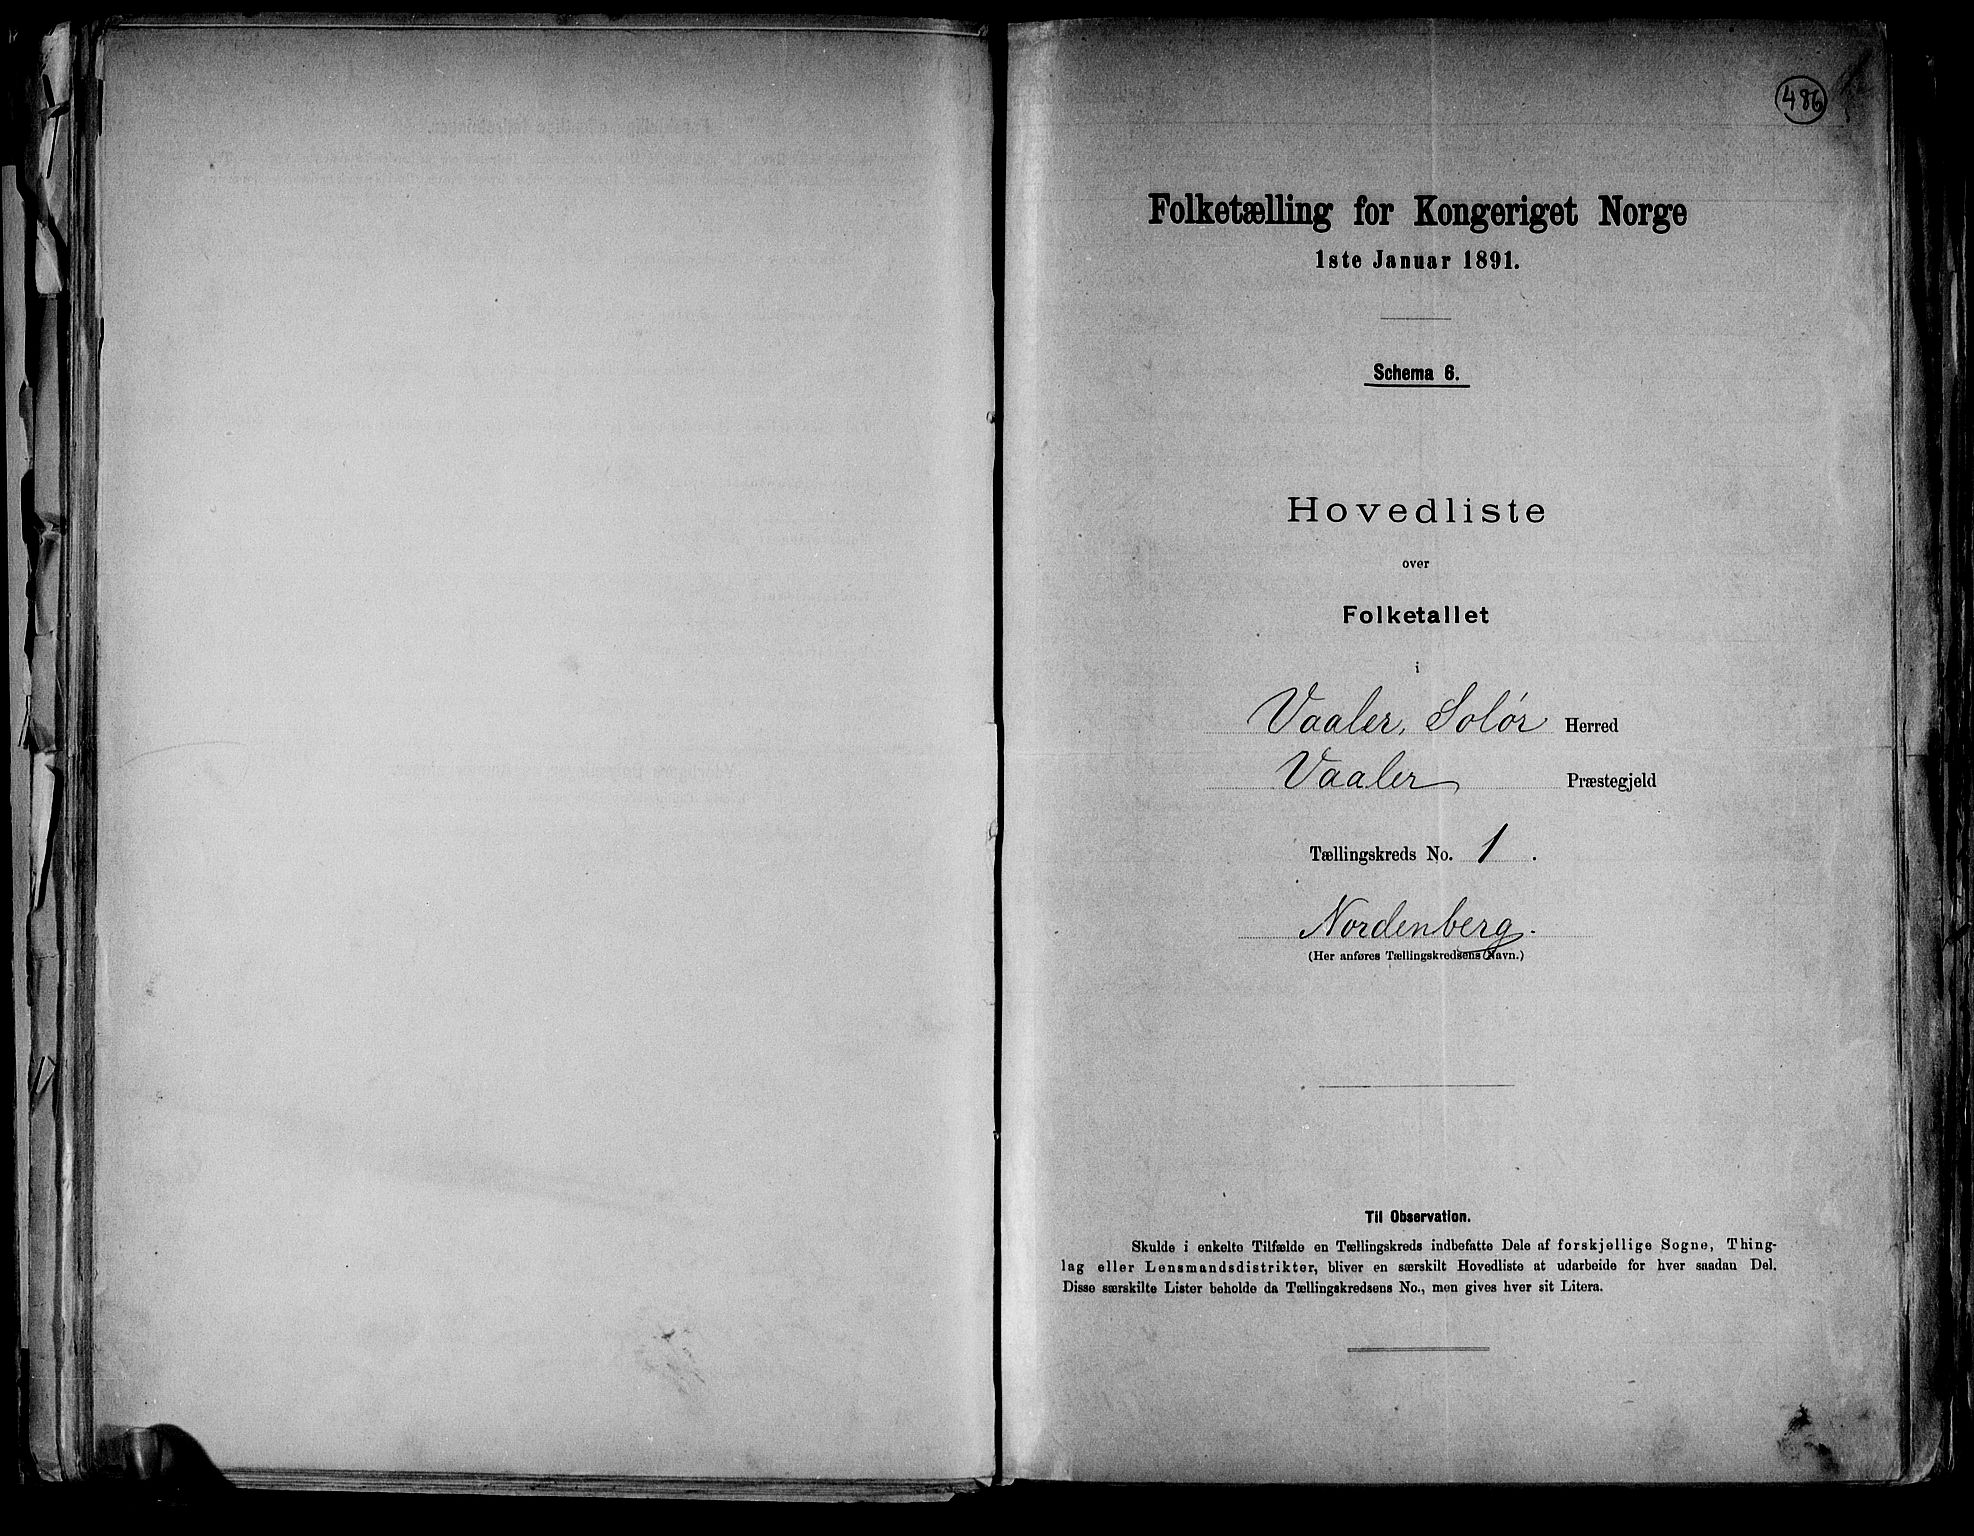 486
Folketælling for Kongeriget Norge
1ste Januar 1891.
Schema 6.
Hovedliste
over
Folketallet
i
Vaaler, Solør Herred
Vaaler Præstegjeld
Tællingskreds No. 1.
Nordenberg.
(Her anføres Tællingskredsens Navn.)
Til Observation.
Skulde i enkelte Tilfælde en Tællingskreds indbefatte Dele af forskjellige Sogne, Thing-
lag eller Lensmandsdistrikter, bliver en særskilt Hovedliste at udarbeide for hver saadan Del.
Disse særskilte Lister beholde da Tællingskredsens No., men gives hver sit Litera.